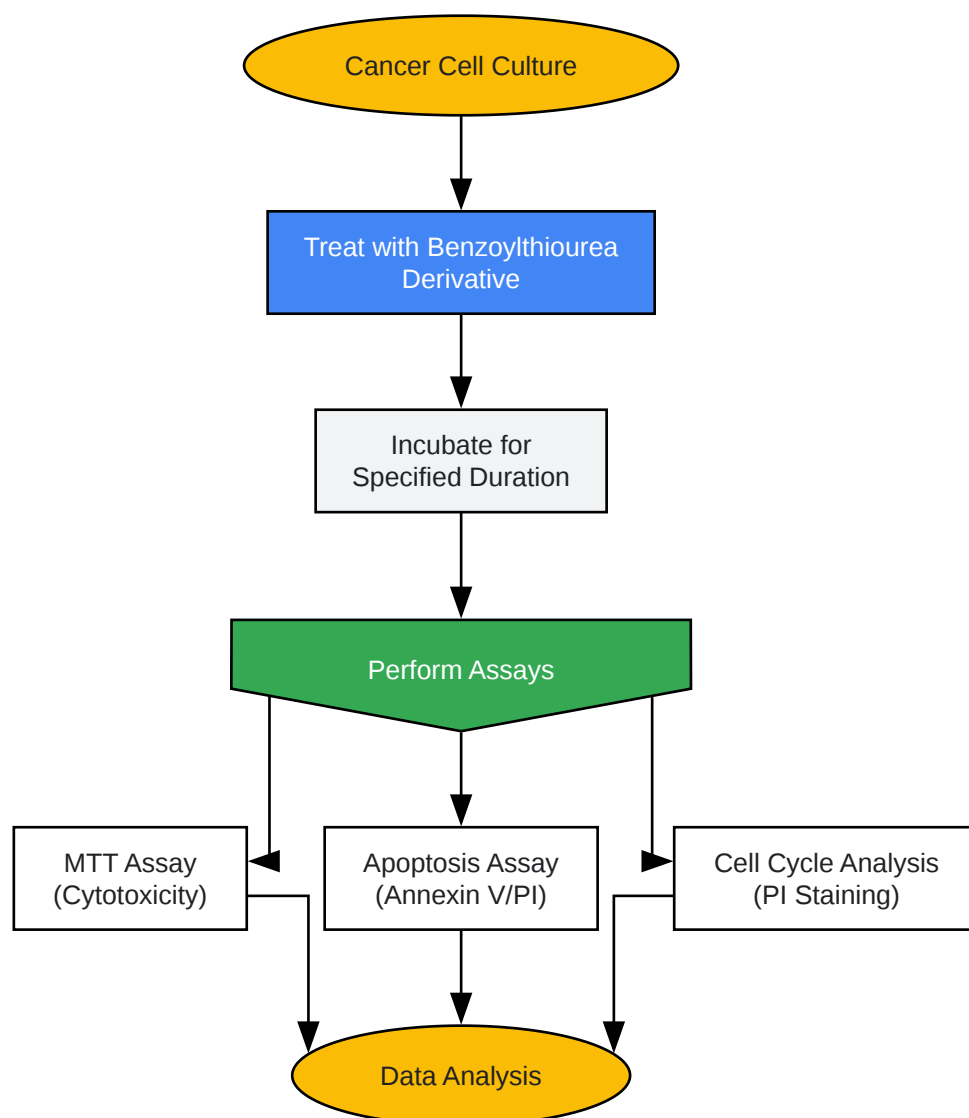 Cancer Cell Culture
Treat with Benzoylthiourea
Derivative
Incubate for
Specified Duration
Perform Assays
MTT Assay
(Cytotoxicity)
Apoptosis Assay
(Annexin V/PI)
Cell Cycle Analysis
(PI Staining)
Data Analysis